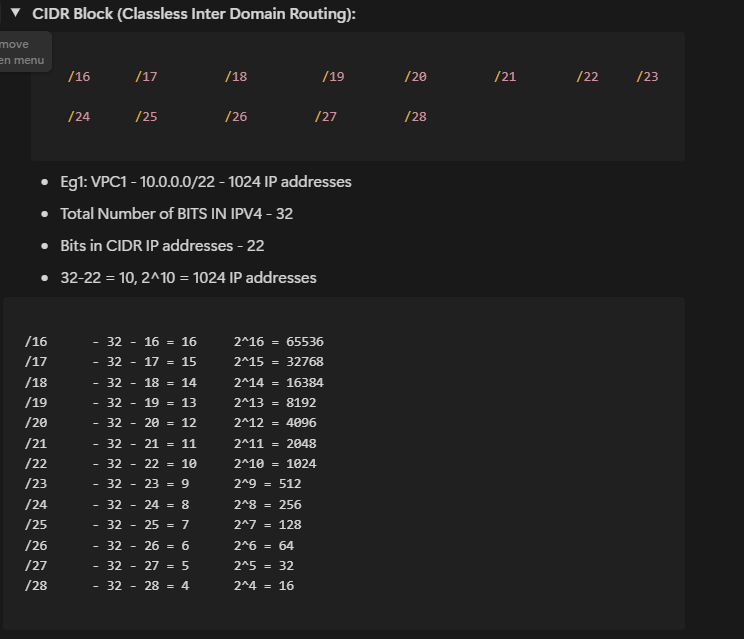 ▼ CIDR Block (Classless Inter Domain Routing):
move
en menu
/16 /17 /18 /19 /20 /21 /22 /23
/24 /25 /26 /27 /28
• Eg1: VPC1 - 10.0.0.0/22 - 1024 IP addresses
• Total Number of BITS IN IPV4 - 32
• Bits in CIDR IP addresses - 22
• 32-22 = 10, 2^10 = 1024 IP addresses
/16 - 32 - 16 = 16 2^16 = 65536
/17 - 32 - 17 = 15 2^15 = 32768
/18 - 32 - 18 = 14 2^14 = 16384
/19 - 32 - 19 = 13 2^13 = 8192
/20 - 32 - 20 = 12 2^12 = 4096
/21 - 32 - 21 = 11 2^11 = 2048
/22 - 32 - 22 = 10 2^10 = 1024
/23 - 32 - 23 = 9 2^9 = 512
/24 - 32 - 24 = 8 2^8 = 256
/25 - 32 - 25 = 7 2^7 = 128
/26 - 32 - 26 = 6 2^6 = 64
/27 - 32 - 27 = 5 2^5 = 32
/28 - 32 - 28 = 4 2^4 = 16